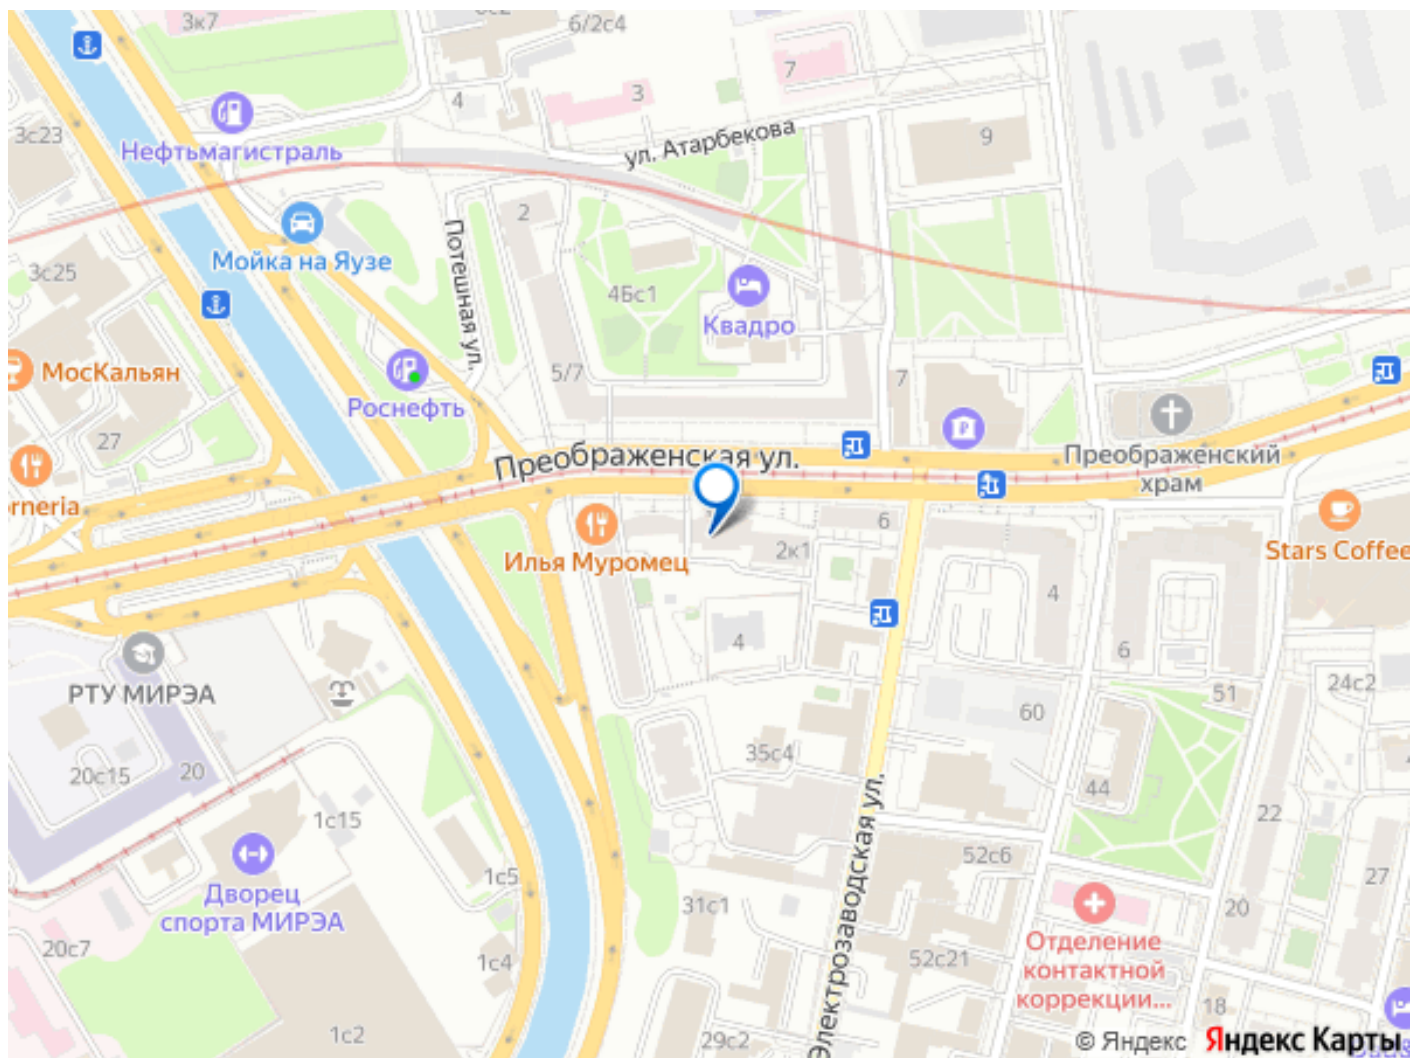 3к7
6/2с4
7
3
4
9
3с23
Нефтьмагистраль
ул. Атарбекова
2
Потешная ул.
Мойка на Яузе
3с25
4Бс1
Квадро
МосКальян
5/7
7
Роснефть
27
Преображенская ул.
Преображенский
храм
rneria
6
Илья Муромец
2к1
Stars Coffee
4
4
6
РТУ МИРЭА
51
24с2
60
35с4
20с15
20
44
22
1с15
Электрозаводская ул.
52с6
1с5
27
Дворец
спорта МИРЭА
31с1
20
Отделение
контактной
коррекции...
20с7
1с4
52с21
18
1с2
29с2
© Яндекс Яндекс Карты